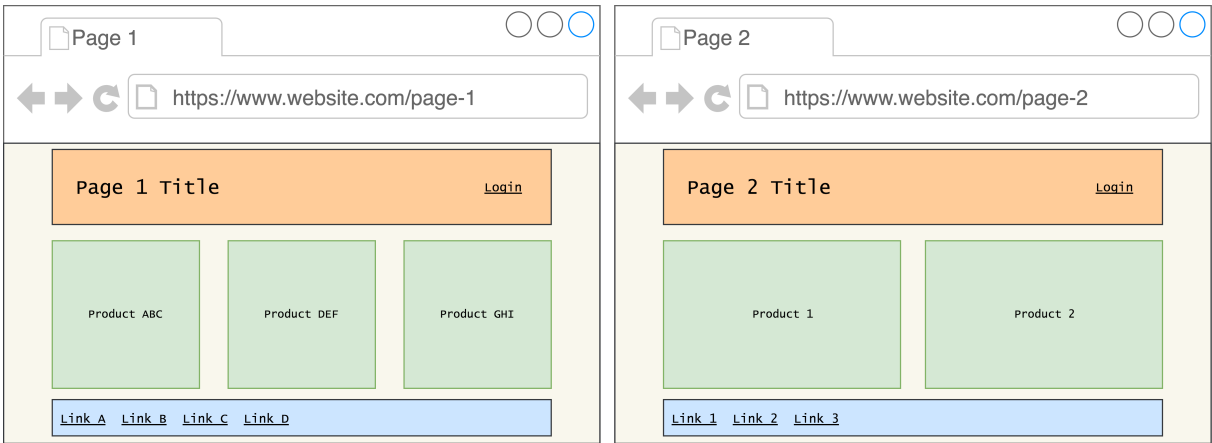 Page 1
https://www.website.com/page-1
Page 1 Title
Login
Product ABC
Product DEF
Product GHI
Link A Link B Link C Link D
Page 2
https://www.website.com/page-2
Page 2 Title
Login
Product 1
Product 2
Link 1 Link 2 Link 3